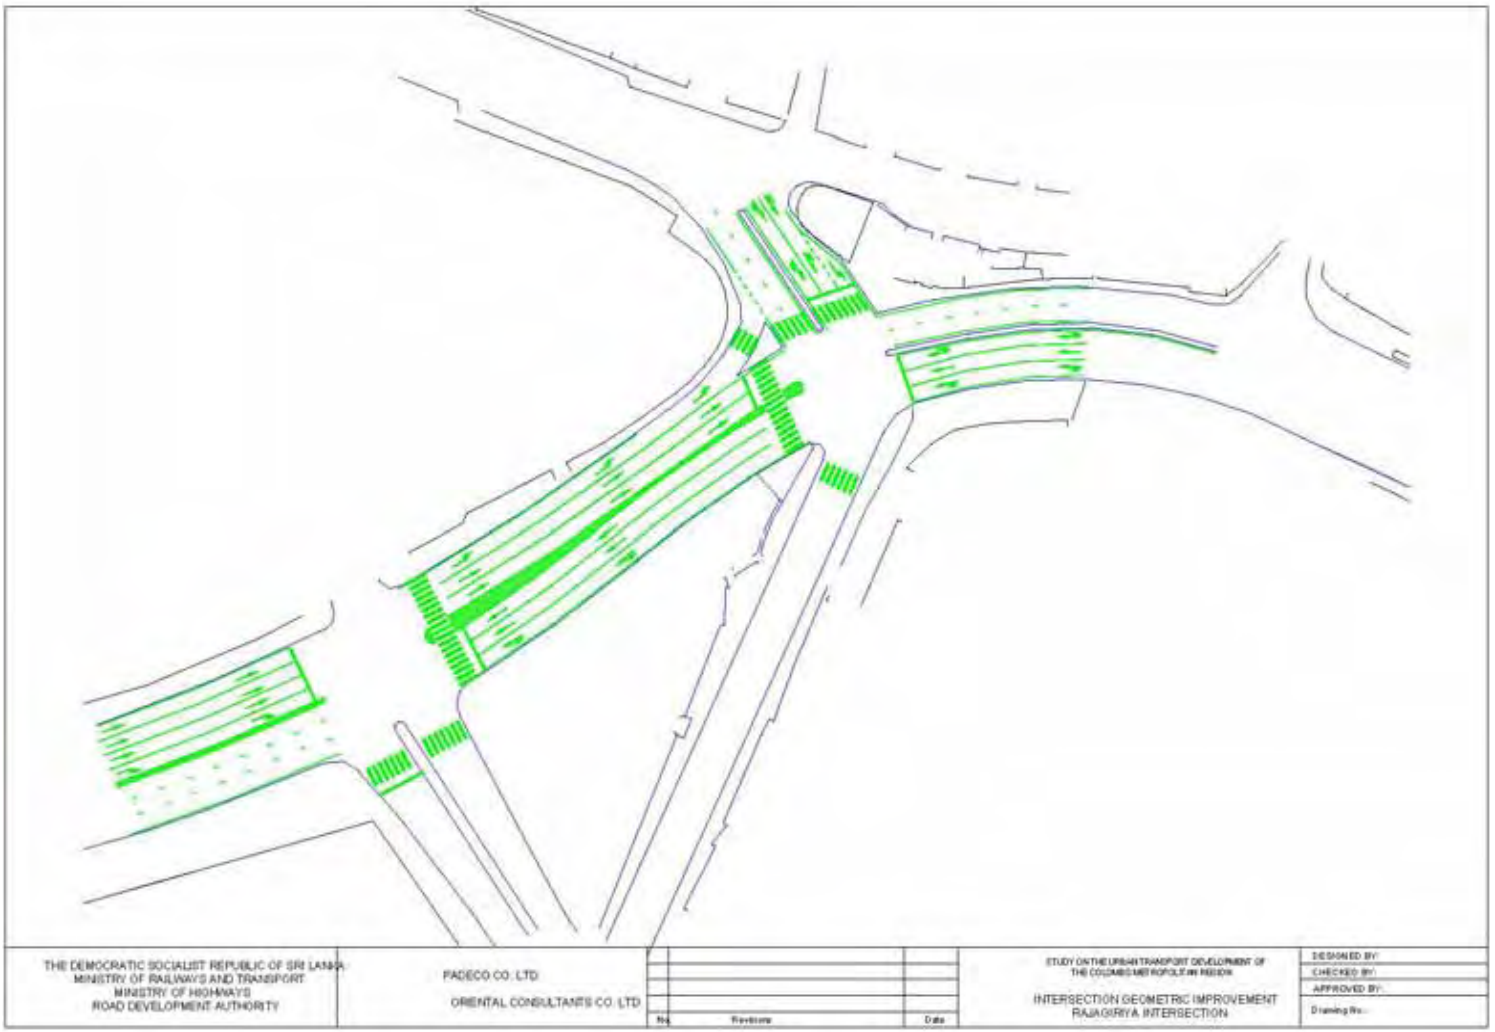 THE DEMOCRATIC SOCIALIST REPUBLIC OF SRI LANKA
MINISTRY OF RAILWAYS AND TRANSPORT
MINISTRY OF HIGHWAYS
ROAD DEVELOPMENT AUTHORITY
PADECO CO. LTD.
ORIENTAL CONSULTANTS CO. LTD.
No. Revisions Date
STUDY ON THE URBAN TRANSPORT DEVELOPMENT OF
THE COLOMBO METROPOLITAN REGION
INTERSECTION GEOMETRIC IMPROVEMENT
RAJAGIRIYA INTERSECTION
DESIGNED BY:
CHECKED BY:
APPROVED BY:
Drawing No.: